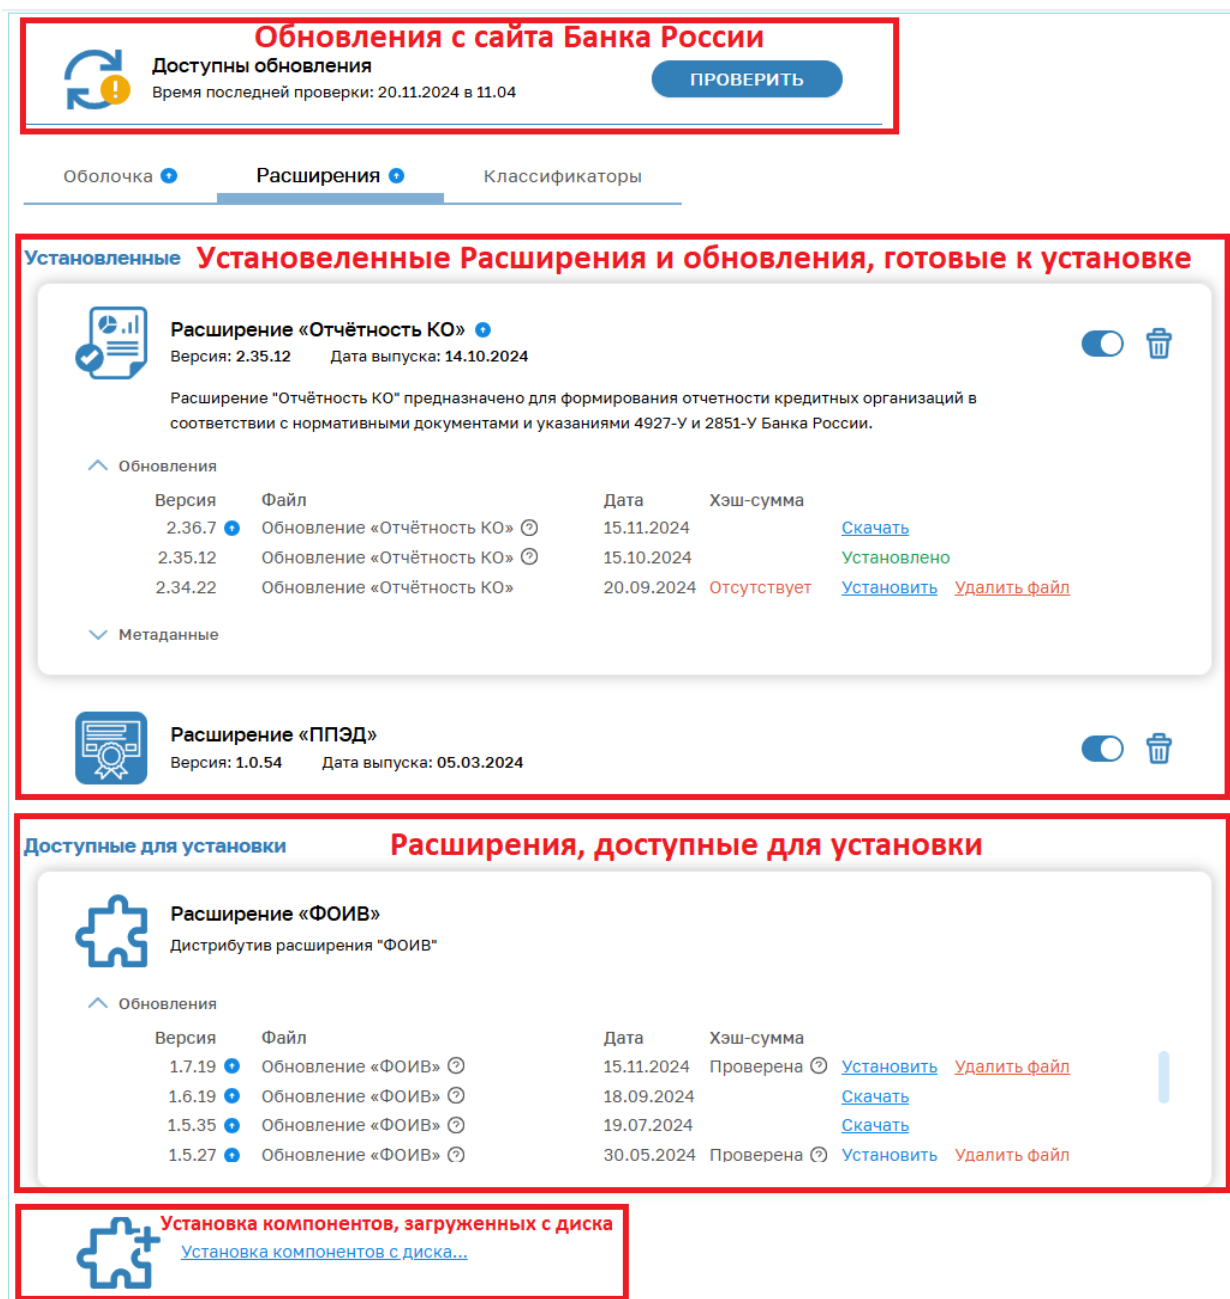 Обновления с сайта Банка России
Доступны обновления
Время последней проверки: 20.11.2024 в 11.04
ПРОВЕРИТЬ
Оболочка Расширения Классификаторы
Установленные Установеленные Расширения и обновления, готовые к установке
Расширение «Отчётность КО»
Версия: 2.35.12 Дата выпуска: 14.10.2024
Расширение "Отчётность КО" предназначено для формирования отчетности кредитных организаций в
соответствии с нормативными документами и указаниями 4927-У и 2851-У Банка России.
Обновления
Версия Файл Дата Хэш-сумма
2.36.7 Обновление «Отчётность КО» 15.11.2024 Скачать
2.35.12 Обновление «Отчётность КО» 15.10.2024 Установлено
2.34.22 Обновление «Отчётность КО» 20.09.2024 Отсутствует Установить Удалить файл
Метаданные
Расширение «ППЭД»
Версия: 1.0.54 Дата выпуска: 05.03.2024
Доступные для установки Расширения, доступные для установки
Расширение «ФОИВ»
Дистрибутив расширения "ФОИВ"
Обновления
Версия Файл Дата Хэш-сумма
1.7.19 Обновление «ФОИВ» 15.11.2024 Проверена Установить Удалить файл
1.6.19 Обновление «ФОИВ» 18.09.2024 Скачать
1.5.35 Обновление «ФОИВ» 19.07.2024 Скачать
1.5.27 Обновление «ФОИВ» 30.05.2024 Проверена Установить Удалить файл
Установка компонентов, загруженных с диска
Установка компонентов с диска...